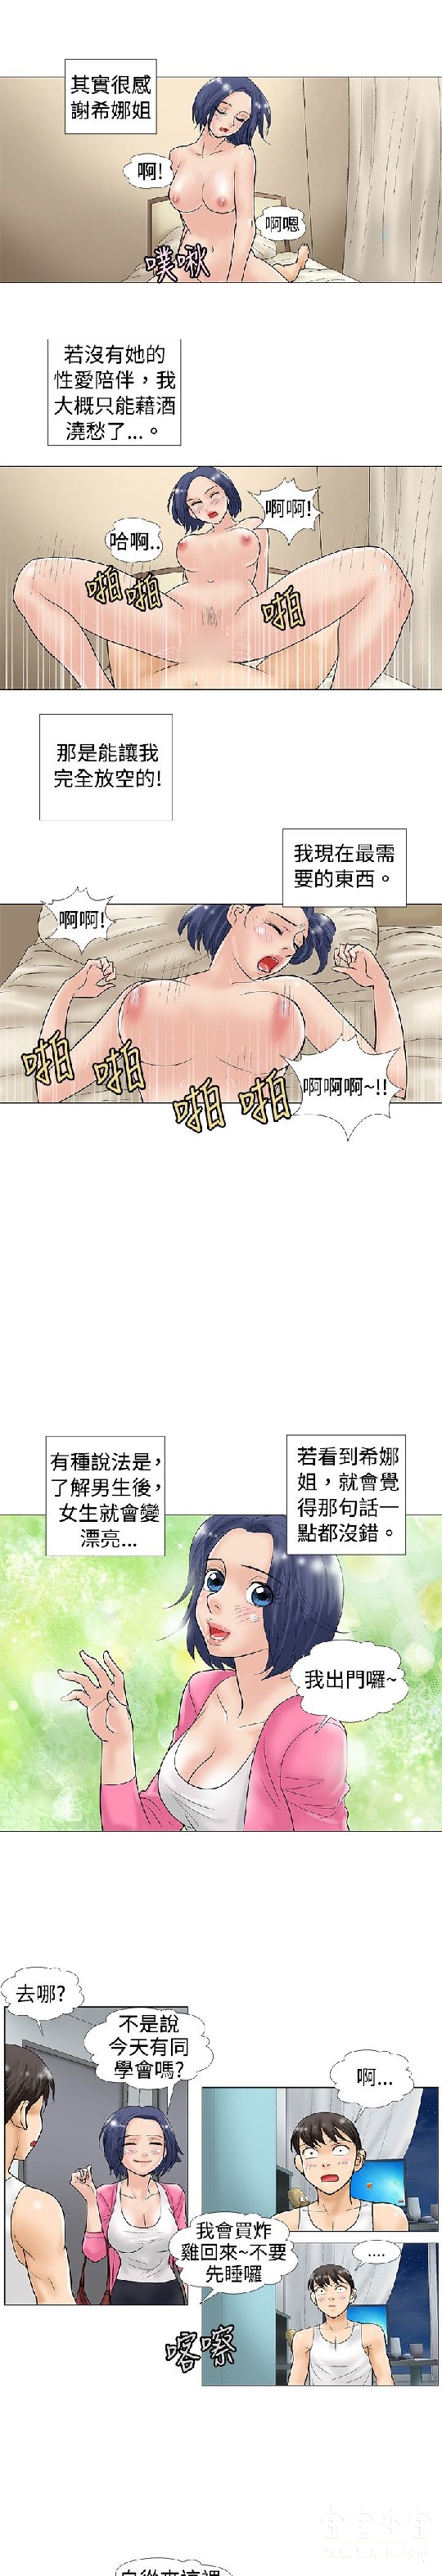 其實很感
謝希娜姐
啊!
啊嗯
噗啾
若沒有她的
性愛陪伴，我
大概只能藉酒
澆愁了...。
啊啊!
哈啊..
啪啪
啪
那是能讓我
完全放空的!
我現在最需
要的東西。
啊啊!
啪
啪
啪
啪
啊啊啊~!!
有種說法是，
了解男生後，
女生就會變
漂亮...
若看到希娜
姐，就會覺
得那句話一
點都沒錯。
我出門囉~
去哪?
不是說
今天有同
學會嗎?
啊...
我會買炸
雞回來~不要
先睡囉
....
喀嚓